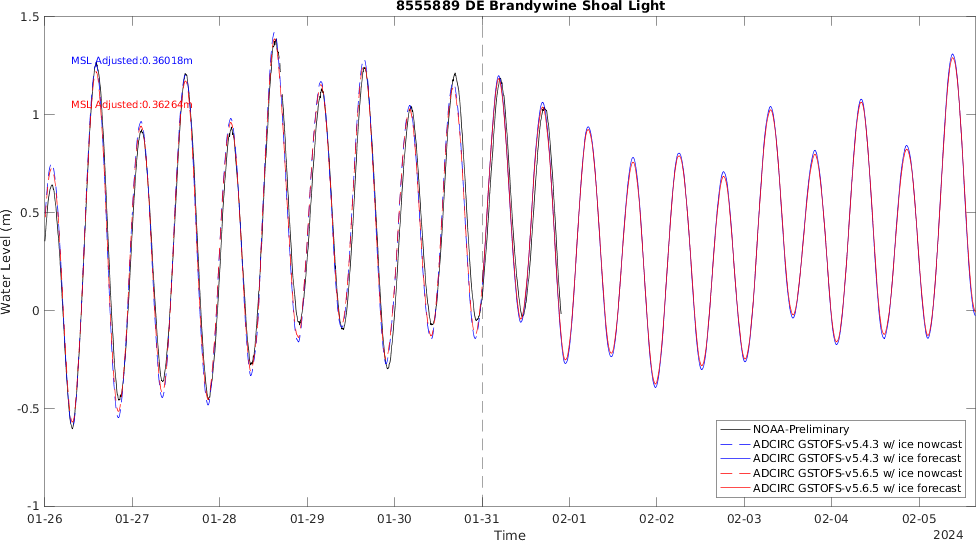 8555889 DE Brandywine Shoal Light
1.5
MSL Adjusted:0.36018m
MSL Adjusted:0.36264m
1
0.5
0
-0.5
-1
Water Level (m)
NOAA-Preliminary
ADCIRC GSTOFS-v5.4.3 w/ ice nowcast
ADCIRC GSTOFS-v5.4.3 w/ ice forecast
ADCIRC GSTOFS-v5.6.5 w/ ice nowcast
ADCIRC GSTOFS-v5.6.5 w/ ice forecast
01-26 01-27 01-28 01-29 01-30 01-31 02-01 02-02 02-03 02-04 02-05
Time
2024